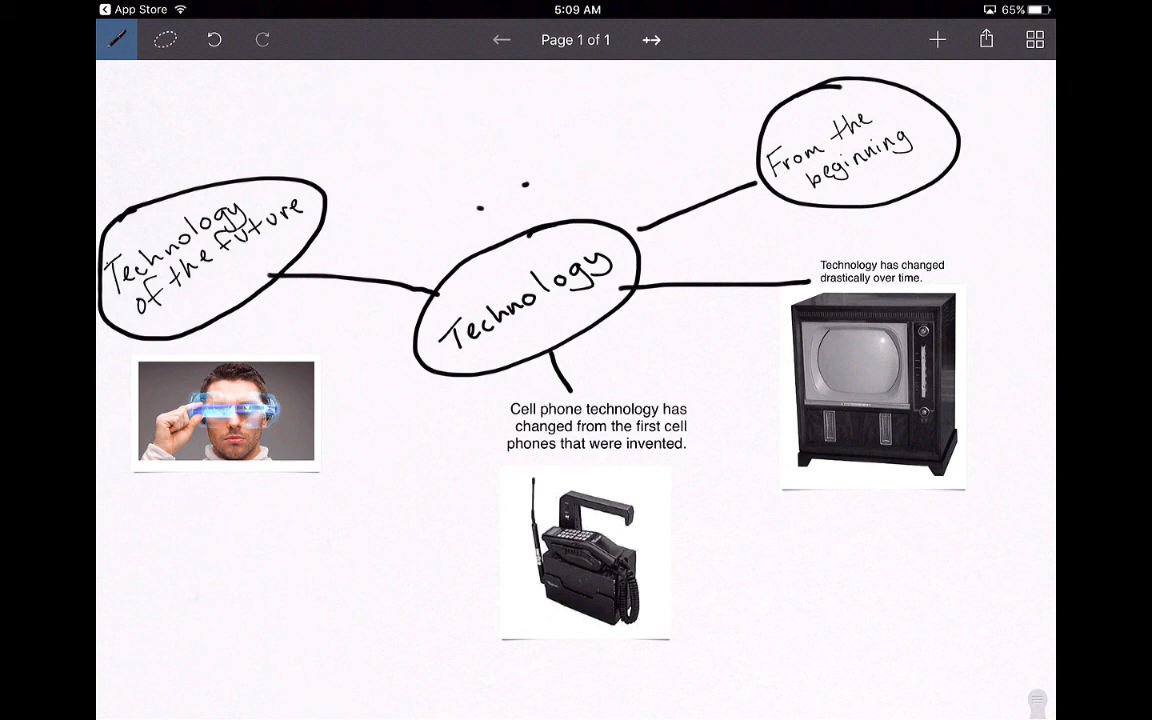 App Store
5:09 AM
65%
Page 1 of 1
From the
beginning
Technology
of the future
Technology
Technology has changed
drastically over time.
Cell phone technology has
changed from the first cell
phones that were invented.